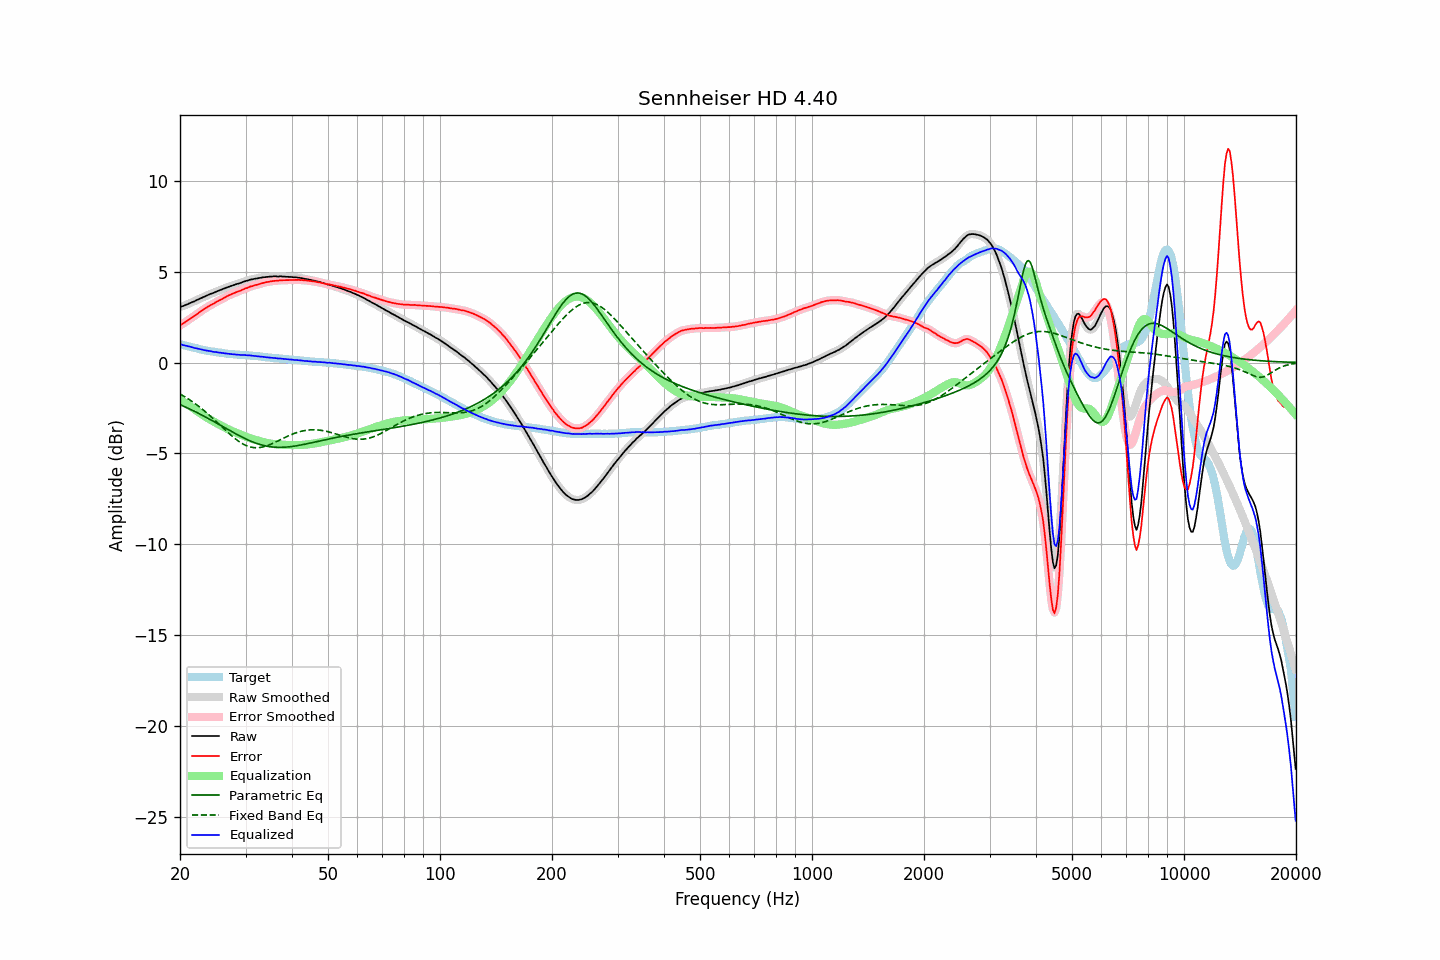 Sennheiser HD 4.40
Amplitude (dBr)
10
5
0
−5
−10
−15
−20
−25
Target
Raw Smoothed
Error Smoothed
Raw
Error
Equalization
Parametric Eq
Fixed Band Eq
Equalized
20 50 100 200 500 1000 2000 5000 10000 20000
Frequency (Hz)